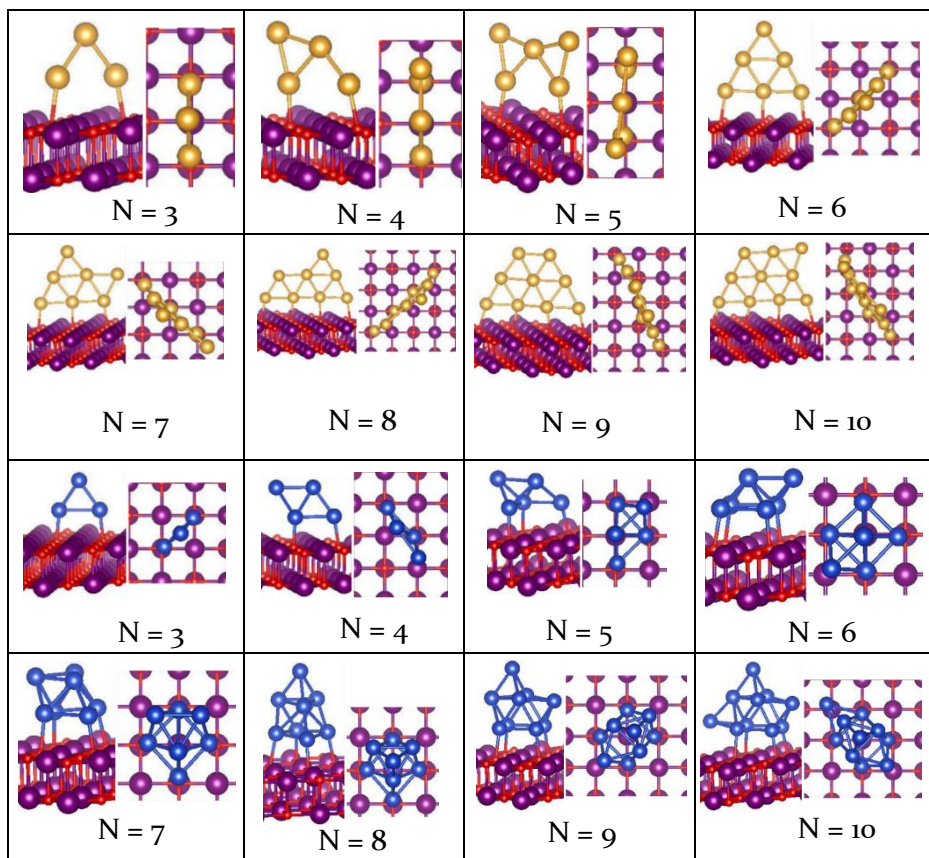 N = 3
N = 4
N = 5
N = 6
N = 7
N = 8
N = 9
N = 10
N = 3
N = 4
N = 5
N = 6
N = 7
N = 8
N = 9
N = 10